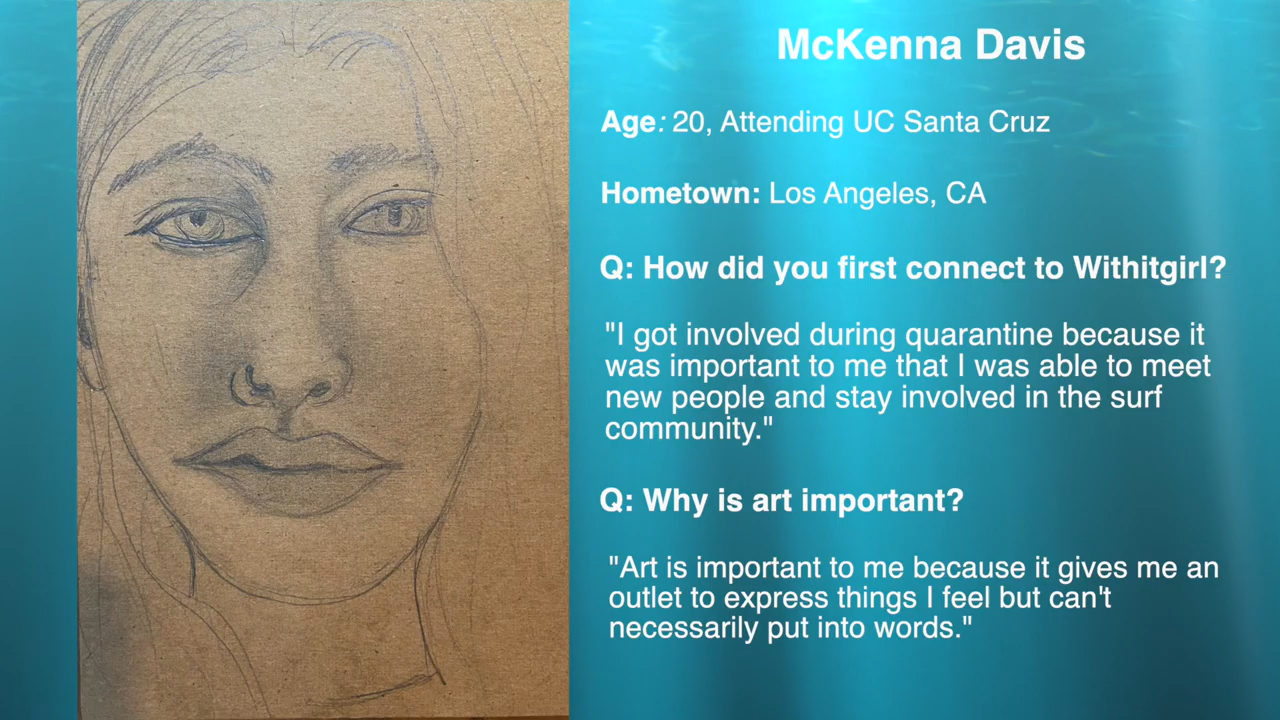 McKenna Davis
Age: 20, Attending UC Santa Cruz
Hometown: Los Angeles, CA
Q: How did you first connect to Withitgirl?
"I got involved during quarantine because it
was important to me that I was able to meet
new people and stay involved in the surf
community."
Q: Why is art important?
"Art is important to me because it gives me an
outlet to express things I feel but can't
necessarily put into words."